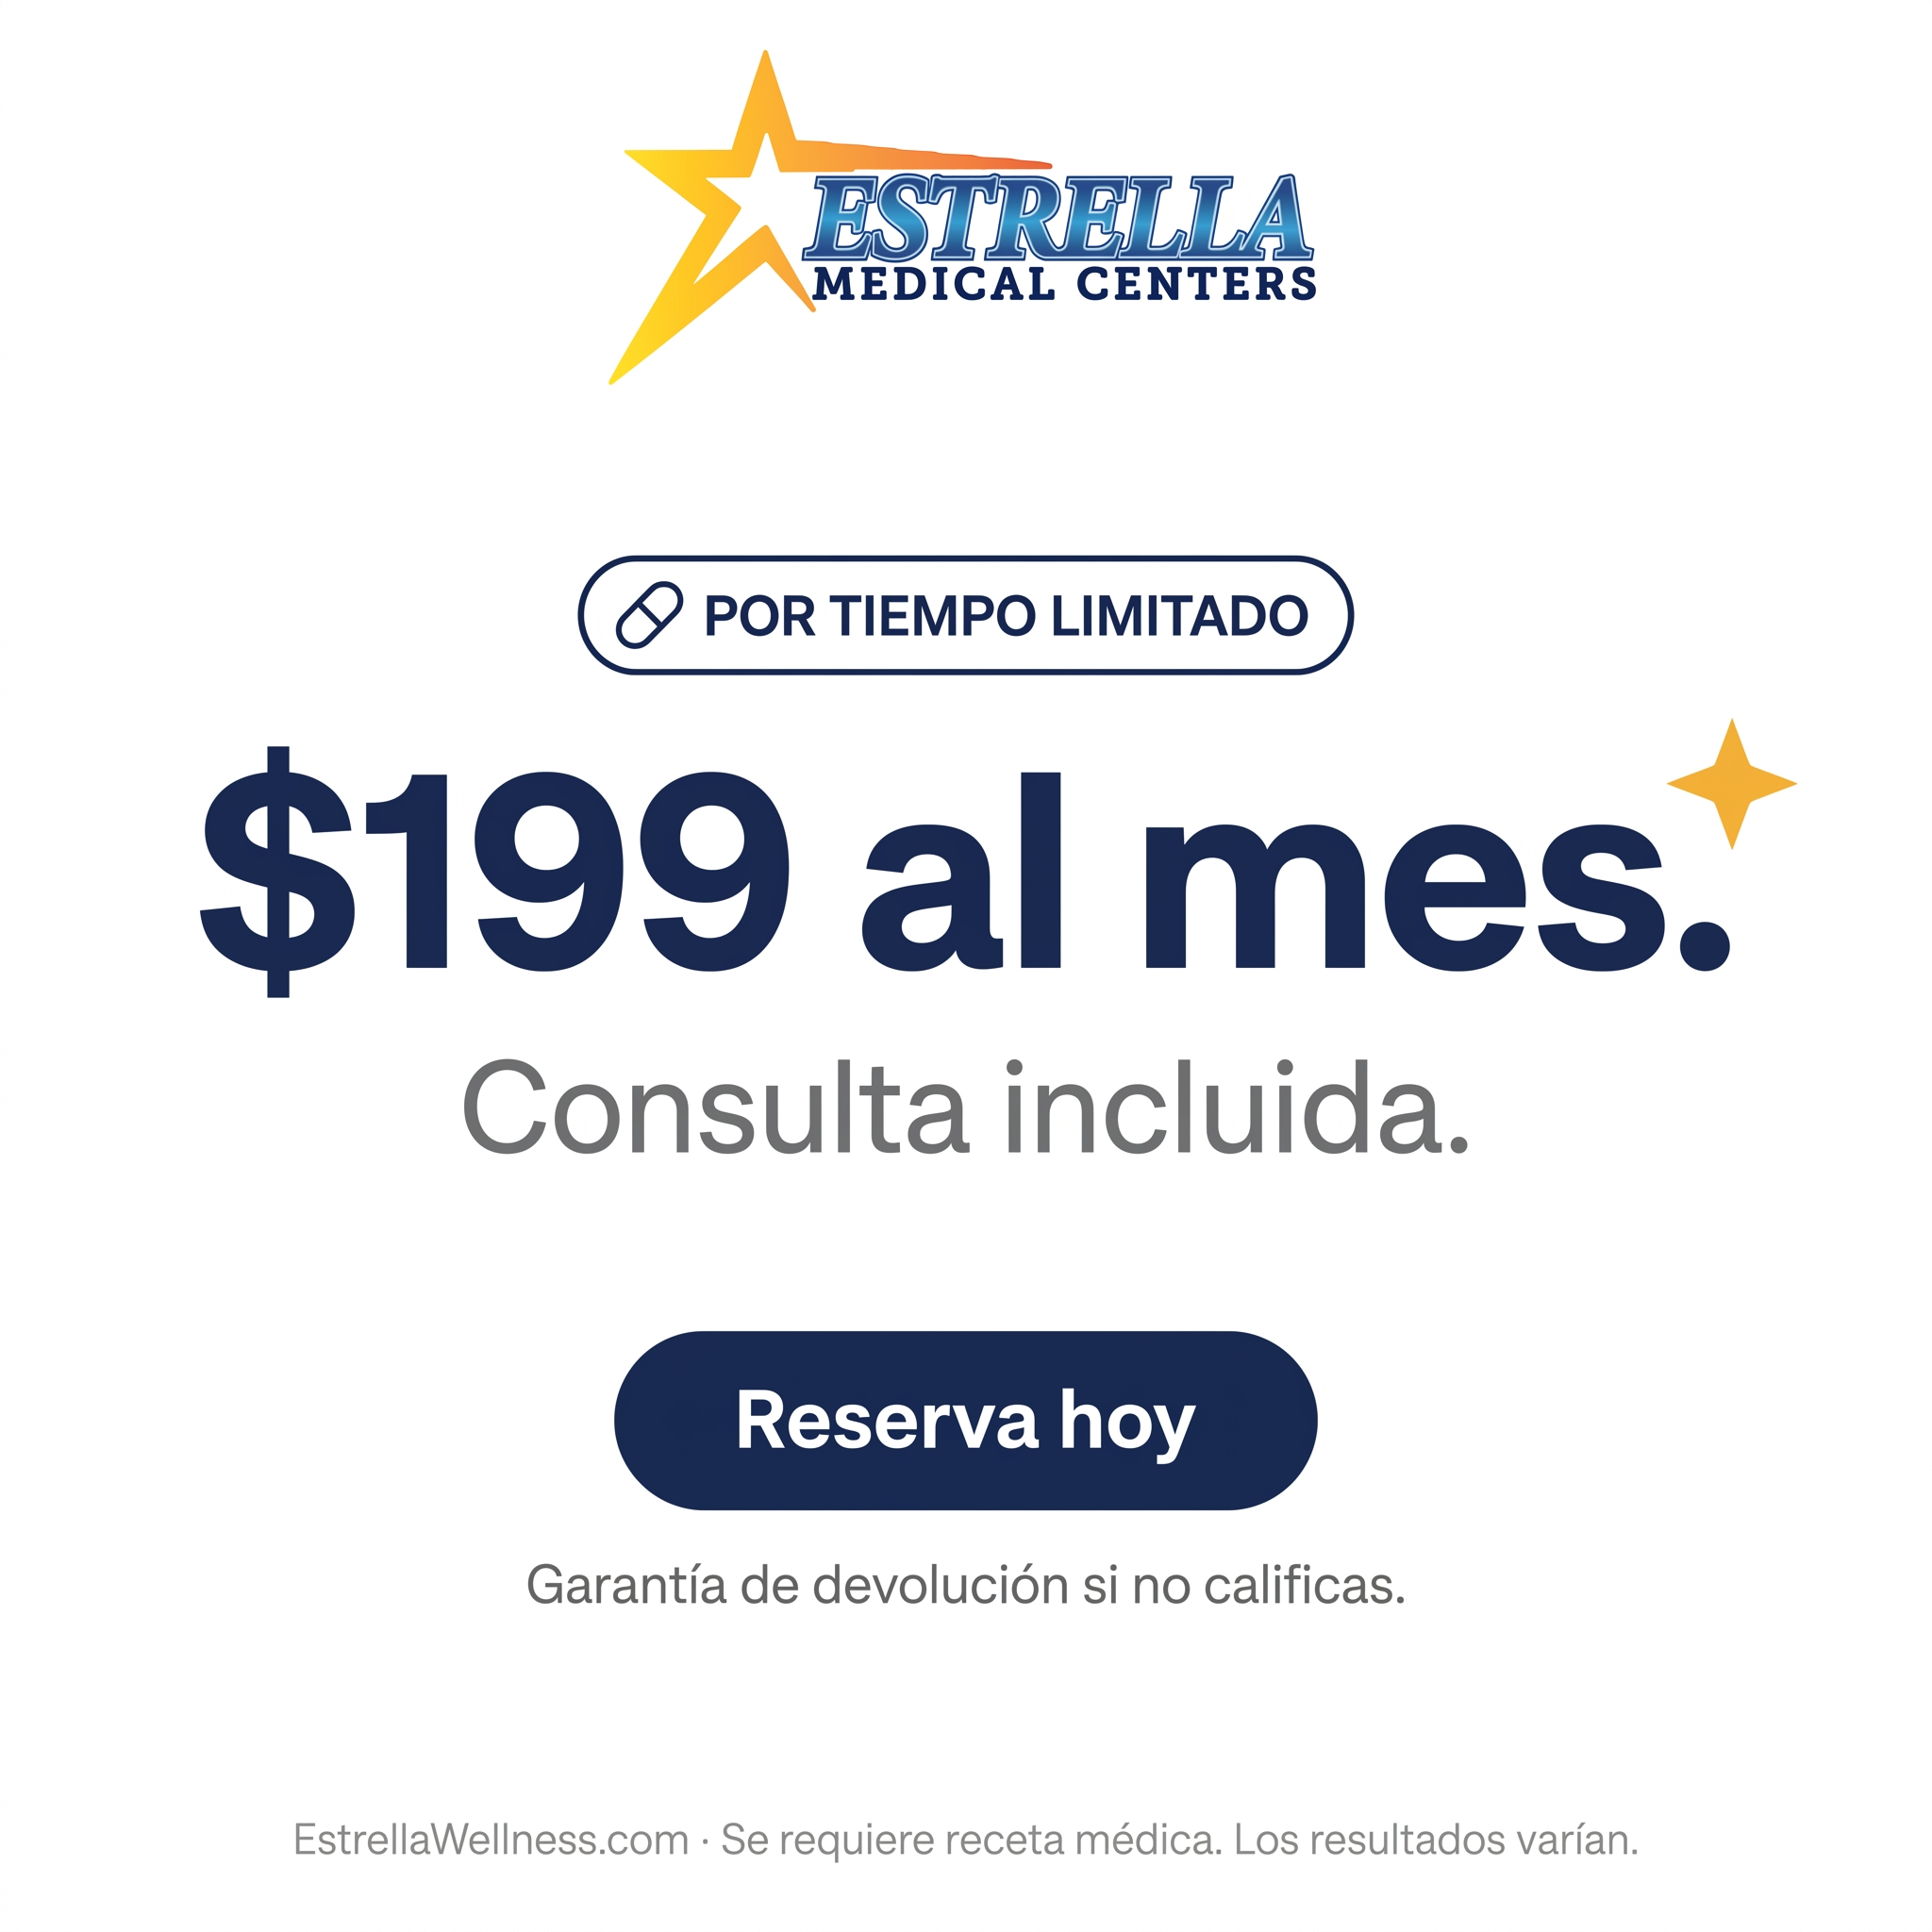 ESTRELLA
MEDICAL CENTERS
POR TIEMPO LIMITADO
$199 al mes.
Consulta incluida.
Reserva hoy
Garantía de devolución si no calificas.
EstrellaWellness.com · Se requiere receta médica. Los resultados varían.